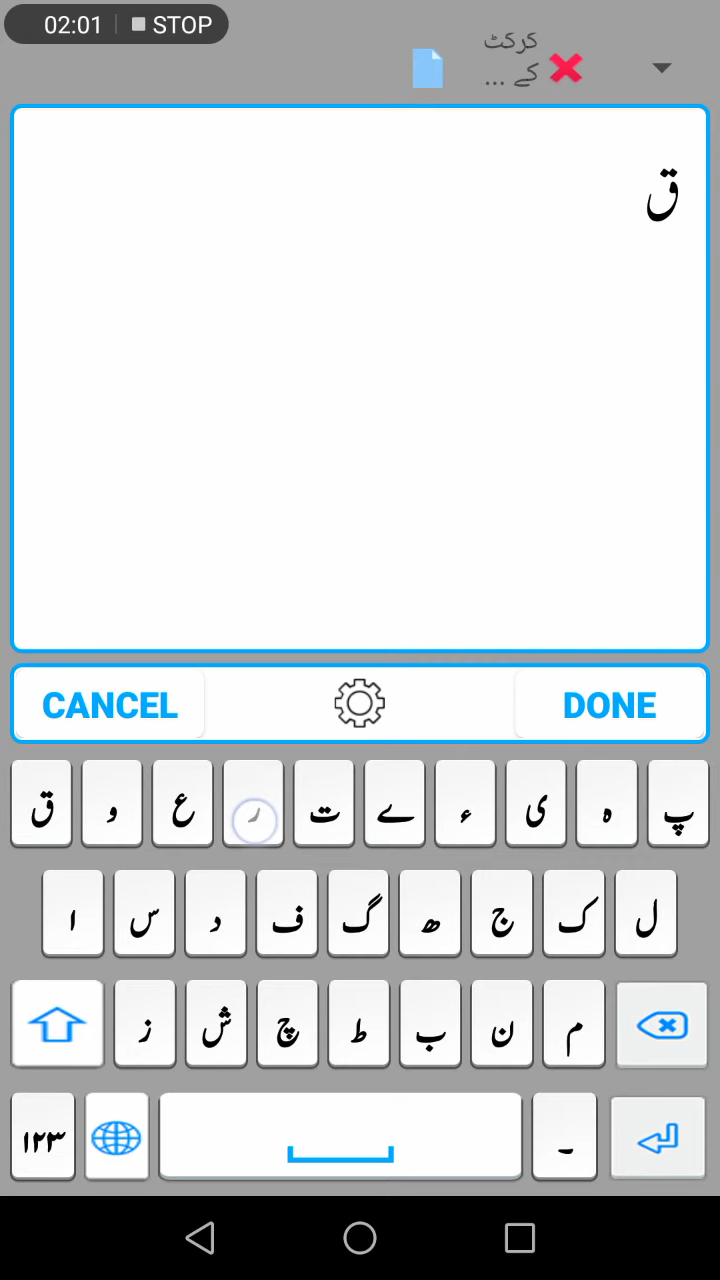 02:01
STOP
کرکٹ
کے ...
ق
CANCEL
DONE
ق و ع ر ت ے ء ی ہ پ
ا س د ف گ ھ ج ک ل
ز ش چ ط ب ن م
۱۲۳
۔